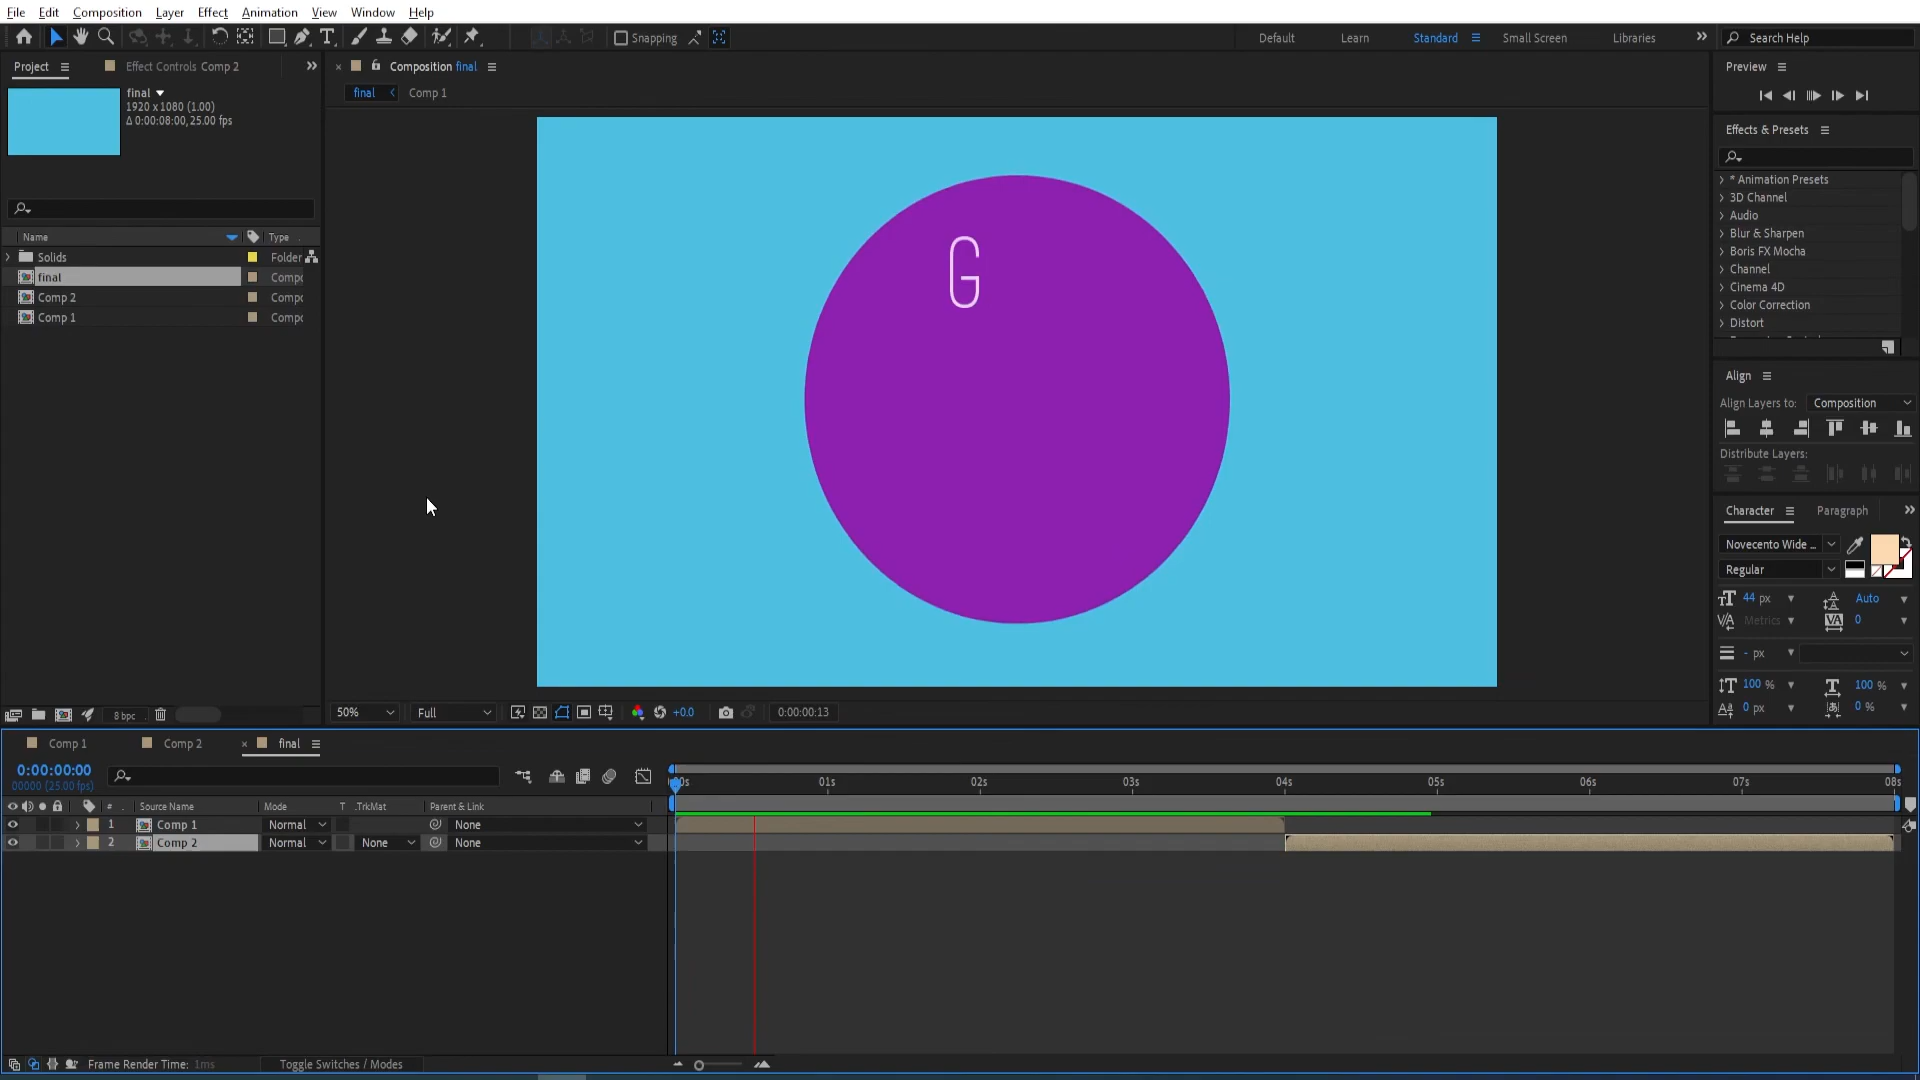 File Edit Composition Layer Effect Animation View Window Help
Snapping
Default Learn Standard Small Screen Libraries Search Help
Project Effect Controls Comp 2
final
1920 x 1080 (1.00)
Δ 0:00:08:00, 25.00 fps
Name Type
Solids Folder
final Compo
Comp 2 Compo
Comp 1 Compo
8 bpc
Composition final
final Comp 1
G
50% Full +0.0 0:00:00:13
Preview
Effects & Presets
* Animation Presets
3D Channel
Audio
Blur & Sharpen
Boris FX Mocha
Channel
Cinema 4D
Color Correction
Distort
Align
Align Layers to: Composition
Distribute Layers:
Character Paragraph
Novecento Wide ...
Regular
44 px Auto
Metrics 0
- px
100 % 100 %
0 px 0 %
Comp 1 Comp 2 final
0:00:00:00
00000 (25.00 fps)
00s 01s 02s 03s 04s 05s 06s 07s 08s
# Source Name Mode T .TrkMat Parent & Link
1 Comp 1 Normal None
2 Comp 2 Normal None None
Frame Render Time: 1ms Toggle Switches / Modes